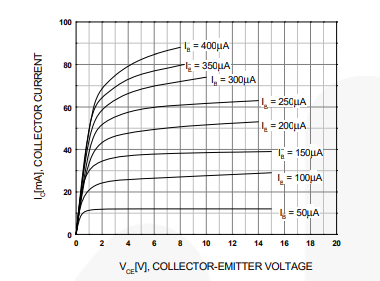 100
80
60
40
20
0
I_C[mA], COLLECTOR CURRENT
I_B = 400μA
I_B = 350μA
I_B = 300μA
I_B = 250μA
I_B = 200μA
I_B = 150μA
I_B = 100μA
I_B = 50μA
0 2 4 6 8 10 12 14 16 18 20
V_CE[V], COLLECTOR-EMITTER VOLTAGE